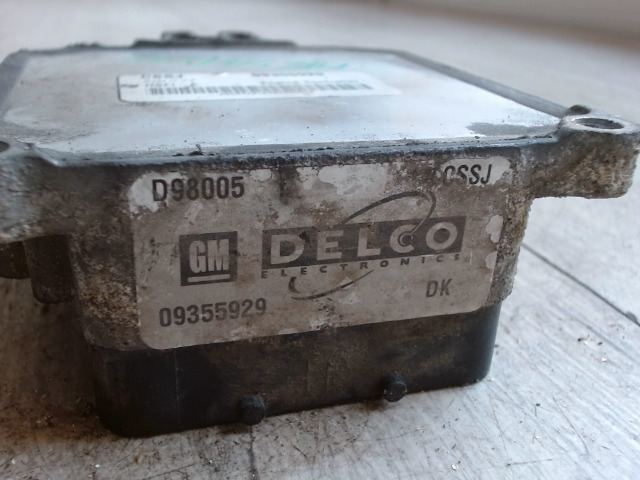 D98005 CSSJ
GM DELCO
ELECTRONICS
09355929 DK